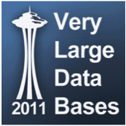 Very
Large
Data
2011 Bases